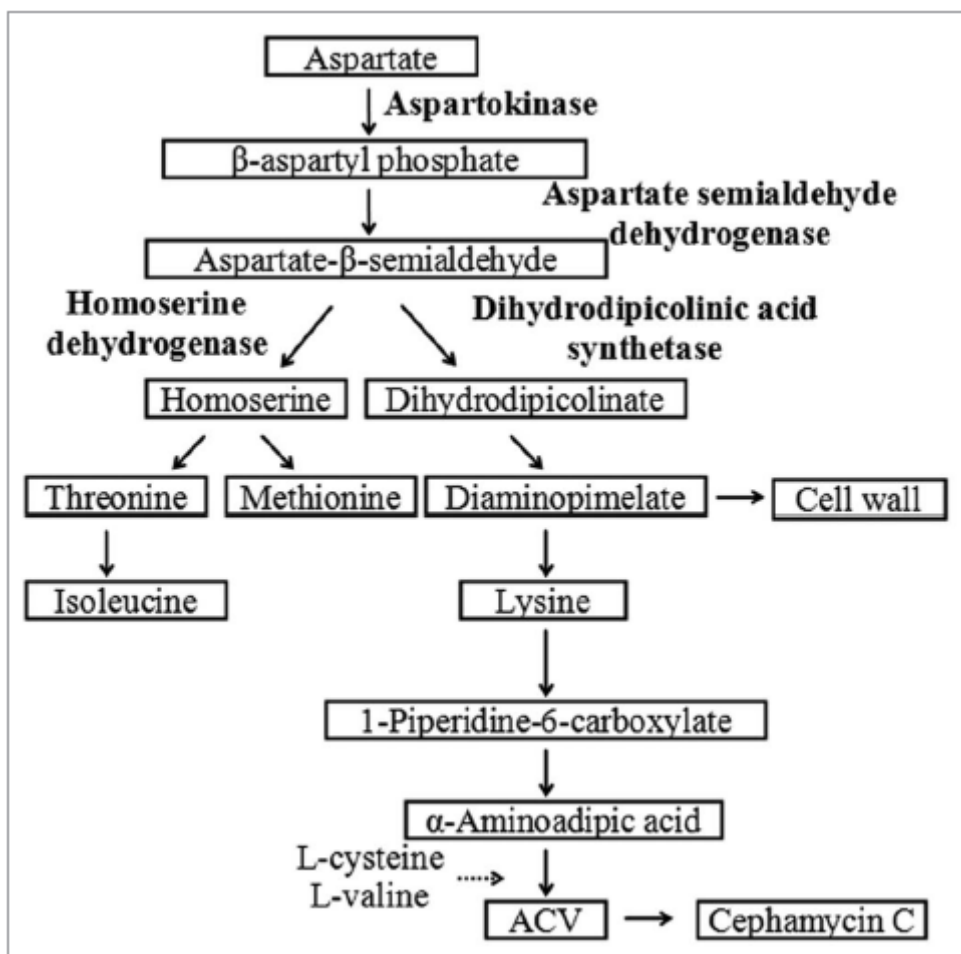 Aspartate
Aspartokinase
β-aspartyl phosphate
Aspartate semialdehyde
dehydrogenase
Aspartate-β-semialdehyde
Homoserine
dehydrogenase
Dihydrodipicolinic acid
synthetase
Homoserine
Dihydrodipicolinate
Threonine
Methionine
Diaminopimelate
Cell wall
Isoleucine
Lysine
1-Piperidine-6-carboxylate
α-Aminoadipic acid
L-cysteine
L-valine
ACV
Cephamycin C